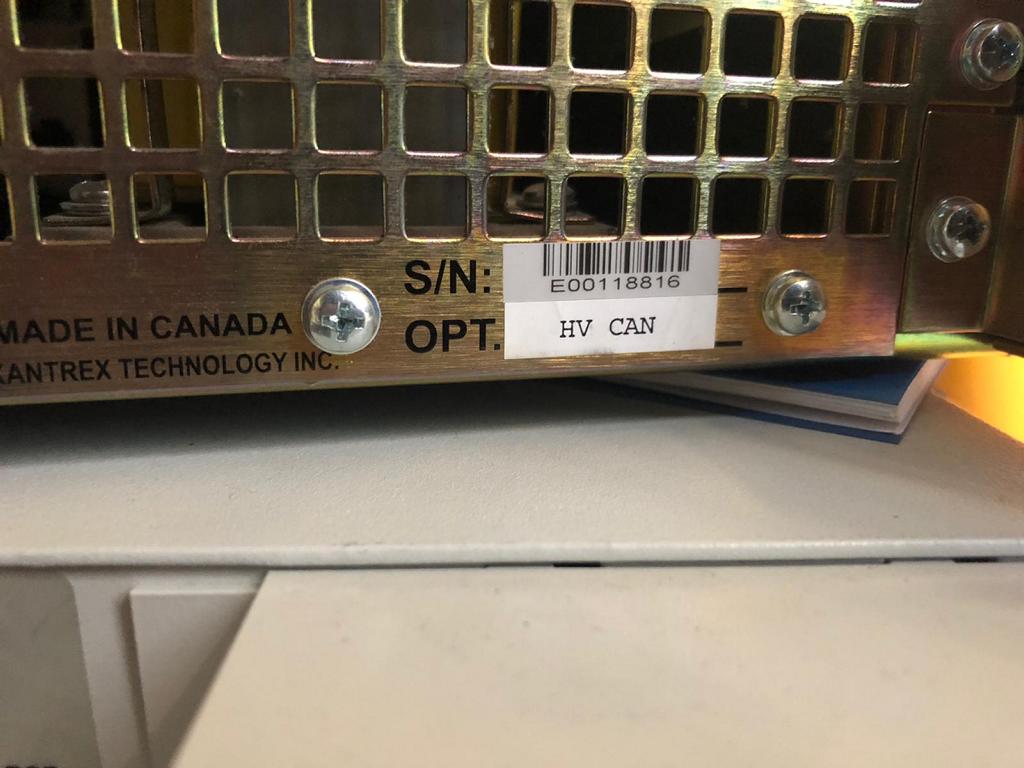 S/N: E00118816
MADE IN CANADA
OPT. HV CAN
XANTREX TECHNOLOGY INC.